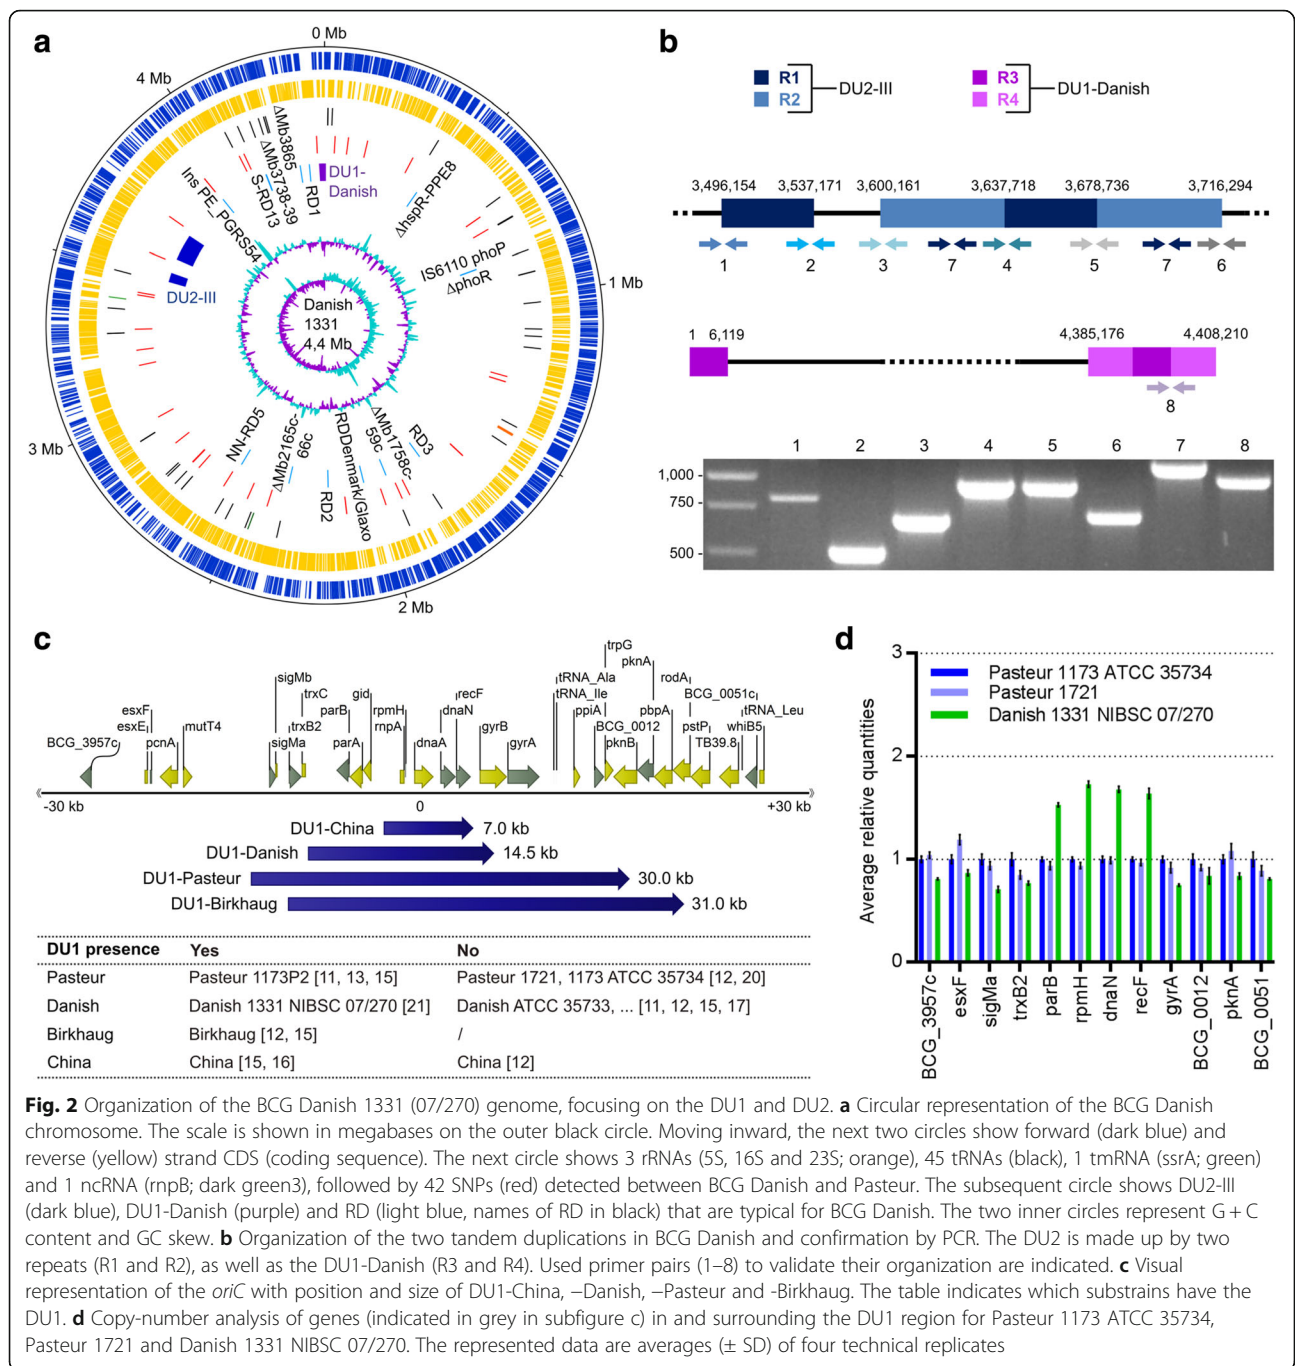 a
0 Mb
4 Mb
1 Mb
3 Mb
2 Mb
ΔMb3865
ΔMb3738-39
S-RD13
Ins PE_PGRS54
RD1
DU1-
Danish
ΔhspR-PPE8
IS6110 phoP
ΔphoR
DU2-III
Danish
1331
4,4 Mb
NN-RD5
ΔMb2165c-
66c
RD2
RDDenmark/Glaxo
ΔMb1758c-
59c
RD3
b
R1
R2
DU2-III
R3
R4
DU1-Danish
3,496,154 3,537,171 3,600,161 3,637,718 3,678,736 3,716,294
1 2 3 7 4 5 7 6
1 6,119 4,385,176 4,408,210
8
1 2 3 4 5 6 7 8
1,000 -
750 -
500 -
c
trpG
pknA
sigMb tRNA_Ala rodA
trxC gid recF tRNA_Ile BCG_0051c
esxF parB rpmH dnaN ppiA pbpA tRNA_Leu
esxE mutT4 trxB2 rnpA gyrB BCG_0012 pstP whiB5
BCG_3957c pcnA sigMa parA dnaA gyrA pknB TB39.8
-30 kb 0 +30 kb
DU1-China 7.0 kb
DU1-Danish 14.5 kb
DU1-Pasteur 30.0 kb
DU1-Birkhaug 31.0 kb
DU1 presence Yes No
Pasteur Pasteur 1173P2 [11, 13, 15] Pasteur 1721, 1173 ATCC 35734 [12, 20]
Danish Danish 1331 NIBSC 07/270 [21] Danish ATCC 35733, ... [11, 12, 15, 17]
Birkhaug Birkhaug [12, 15] /
China China [15, 16] China [12]
d
Average relative quantities
3
2
1
0
Pasteur 1173 ATCC 35734
Pasteur 1721
Danish 1331 NIBSC 07/270
BCG_3957c
esxF
sigMa
trxB2
parB
rpmH
dnaN
recF
gyrA
BCG_0012
pknA
BCG_0051
Fig. 2 Organization of the BCG Danish 1331 (07/270) genome, focusing on the DU1 and DU2. a Circular representation of the BCG Danish
chromosome. The scale is shown in megabases on the outer black circle. Moving inward, the next two circles show forward (dark blue) and
reverse (yellow) strand CDS (coding sequence). The next circle shows 3 rRNAs (5S, 16S and 23S; orange), 45 tRNAs (black), 1 tmRNA (ssrA; green)
and 1 ncRNA (rnpB; dark green3), followed by 42 SNPs (red) detected between BCG Danish and Pasteur. The subsequent circle shows DU2-III
(dark blue), DU1-Danish (purple) and RD (light blue, names of RD in black) that are typical for BCG Danish. The two inner circles represent G + C
content and GC skew. b Organization of the two tandem duplications in BCG Danish and confirmation by PCR. The DU2 is made up by two
repeats (R1 and R2), as well as the DU1-Danish (R3 and R4). Used primer pairs (1–8) to validate their organization are indicated. c Visual
representation of the oriC with position and size of DU1-China, –Danish, –Pasteur and -Birkhaug. The table indicates which substrains have the
DU1. d Copy-number analysis of genes (indicated in grey in subfigure c) in and surrounding the DU1 region for Pasteur 1173 ATCC 35734,
Pasteur 1721 and Danish 1331 NIBSC 07/270. The represented data are averages (± SD) of four technical replicates